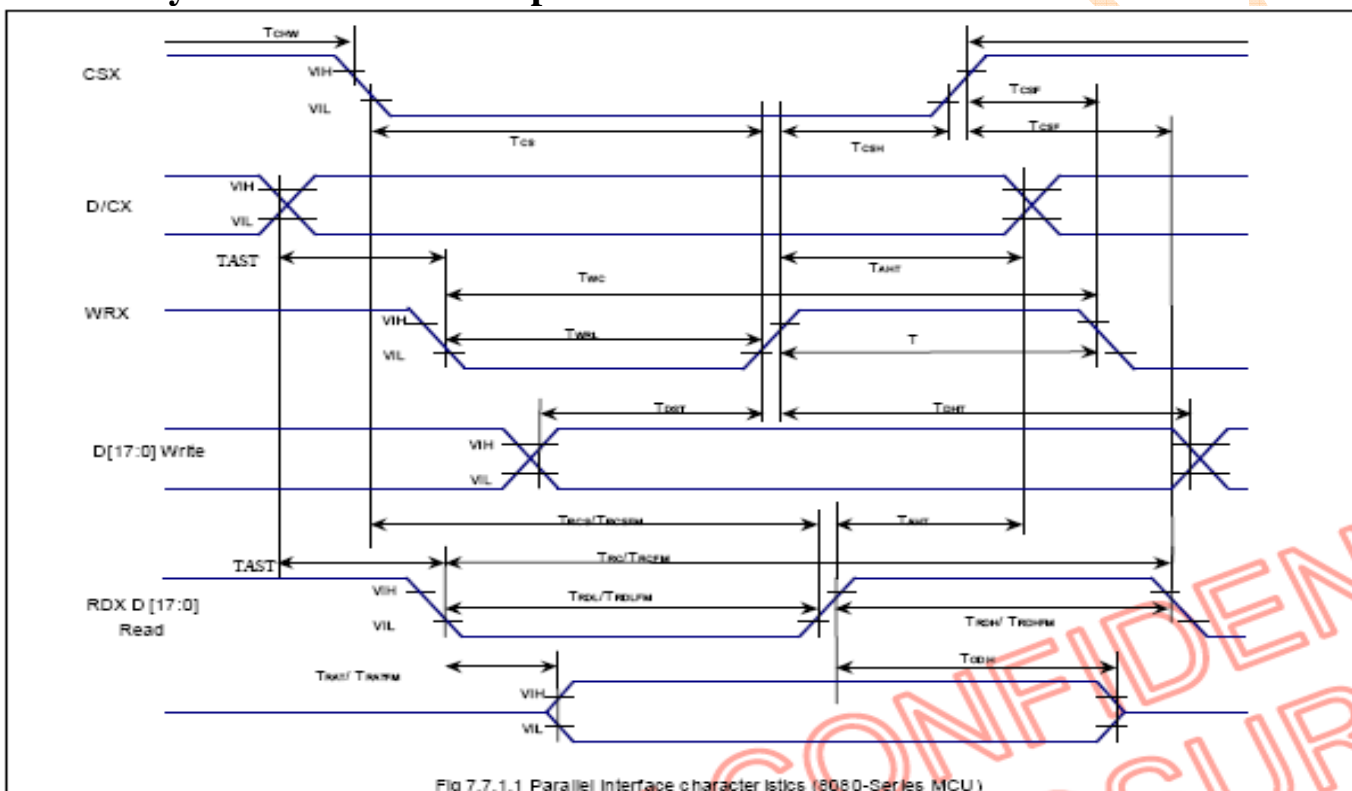 TCHW
CSX
VIH
VIL
TCSF
TCSF
TCS
TCSH
D/CX
VIH
VIL
TAST
TAHT
TWC
WRX
VIH
VIL
TWRL
T
TDST
TDHT
D[17:0] Write
VIH
VIL
TRCS/TRCSFM
TAHT
TAST
TRC/TRCFM
RDX D [17:0]
Read
VIH
VIL
TRDL/TRDLFM
TRDH/ TRDHFM
TRAT/ TRATFM
TODH
VIH
VIL
Fig 7.7.1.1 Parallel Interface characteristics (8080-Series MCU)